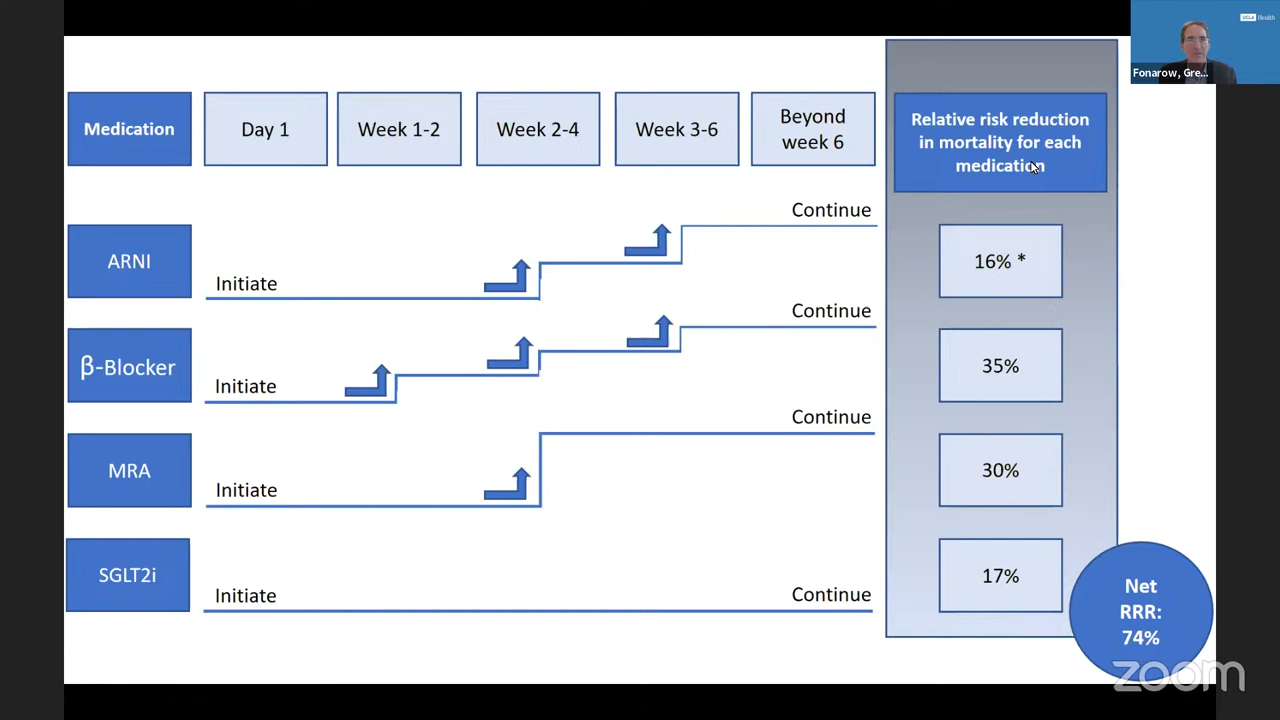 UCLA Health
Fonarow, Gre...
Medication
Day 1
Week 1-2
Week 2-4
Week 3-6
Beyond
week 6
Relative risk reduction
in mortality for each
medication
ARNI
Initiate
Continue
16% *
β-Blocker
Initiate
Continue
35%
MRA
Initiate
Continue
30%
SGLT2i
Initiate
Continue
17%
Net
RRR:
74%
zoom